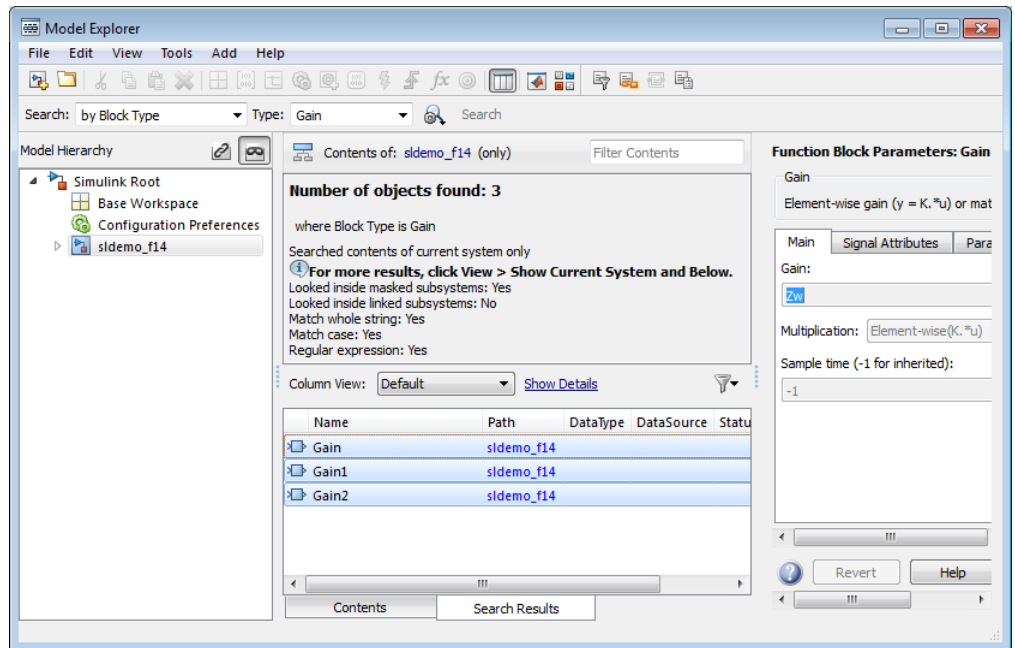 Model Explorer
File Edit View Tools Add Help
fx
Search: by Block Type Type: Gain Search
Model Hierarchy
Simulink Root
Base Workspace
Configuration Preferences
sldemo_f14
Contents of: sldemo_f14 (only) Filter Contents
Number of objects found: 3
where Block Type is Gain
Searched contents of current system only
For more results, click View > Show Current System and Below.
Looked inside masked subsystems: Yes
Looked inside linked subsystems: No
Match whole string: Yes
Match case: Yes
Regular expression: Yes
Column View: Default Show Details
Name Path DataType DataSource Statu
Gain sldemo_f14
Gain1 sldemo_f14
Gain2 sldemo_f14
Contents Search Results
Function Block Parameters: Gain
Gain
Element-wise gain (y = K.*u) or mat
Main Signal Attributes Para
Gain:
Zw
Multiplication: Element-wise(K.*u)
Sample time (-1 for inherited):
-1
Revert Help